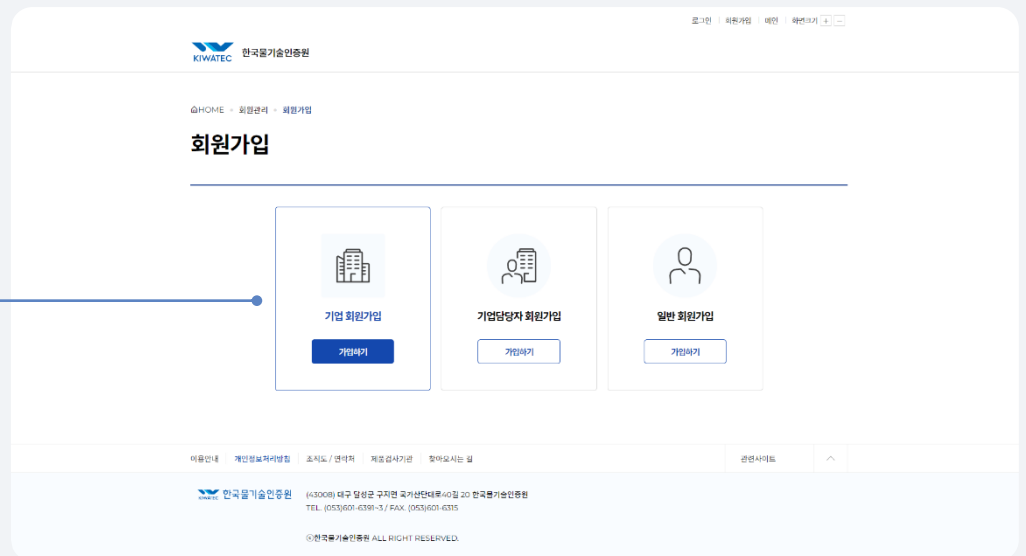 로그인 회원가입 메인 화면크기 + -
KIWATEC 한국물기술인증원
HOME 회원관리 회원가입
회원가입
기업 회원가입 기업담당자 회원가입 일반 회원가입
가입하기 가입하기 가입하기
이용안내 개인정보처리방침 조직도 / 연락처 제품검사기관 찾아오시는 길 관련사이트
KIWATEC 한국물기술인증원
(43008) 대구 달성군 구지면 국가산단대로40길 20 한국물기술인증원
TEL. (053)601-6391~3 / FAX. (053)601-6315
ⓒ한국물기술인증원 ALL RIGHT RESERVED.